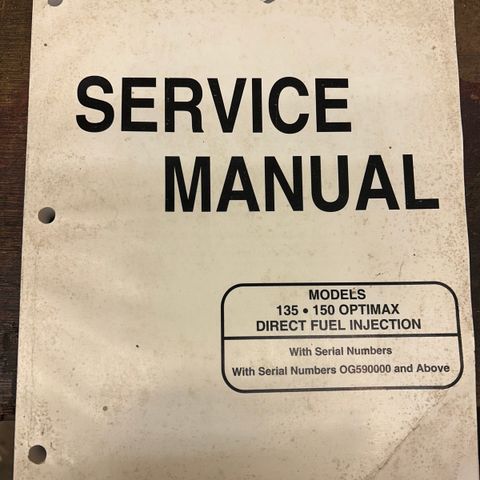 SERVICE
MANUAL
MODELS
135 • 150 OPTIMAX
DIRECT FUEL INJECTION
With Serial Numbers
With Serial Numbers OG590000 and Above